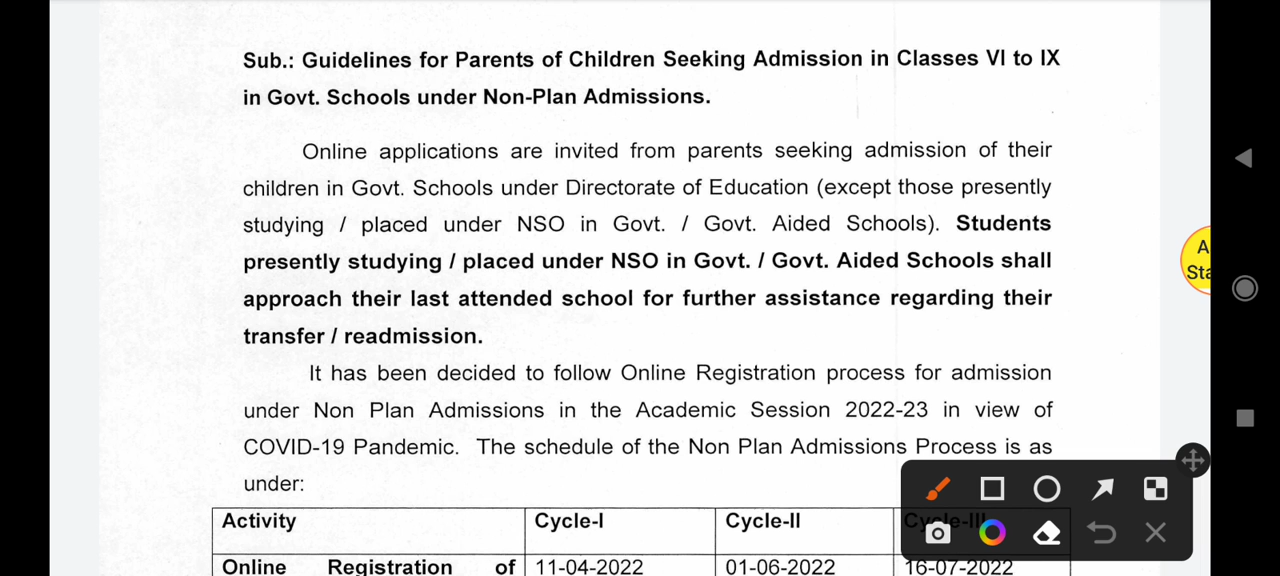 Sub.: Guidelines for Parents of Children Seeking Admission in Classes VI to IX
in Govt. Schools under Non-Plan Admissions.
Online applications are invited from parents seeking admission of their
children in Govt. Schools under Directorate of Education (except those presently
studying / placed under NSO in Govt. / Govt. Aided Schools). Students
presently studying / placed under NSO in Govt. / Govt. Aided Schools shall
approach their last attended school for further assistance regarding their
transfer / readmission.
It has been decided to follow Online Registration process for admission
under Non Plan Admissions in the Academic Session 2022-23 in view of
COVID-19 Pandemic. The schedule of the Non Plan Admissions Process is as
under:
Activity Cycle-I Cycle-II Cycle-III
Online Registration of 11-04-2022 01-06-2022 16-07-2022